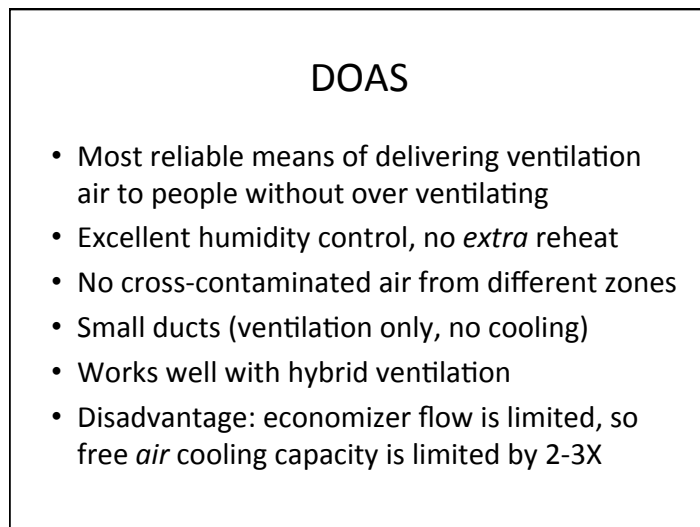 DOAS
• Most reliable means of delivering ventilation
air to people without over ventilating
• Excellent humidity control, no extra reheat
• No cross-contaminated air from different zones
• Small ducts (ventilation only, no cooling)
• Works well with hybrid ventilation
• Disadvantage: economizer flow is limited, so
free air cooling capacity is limited by 2-3X